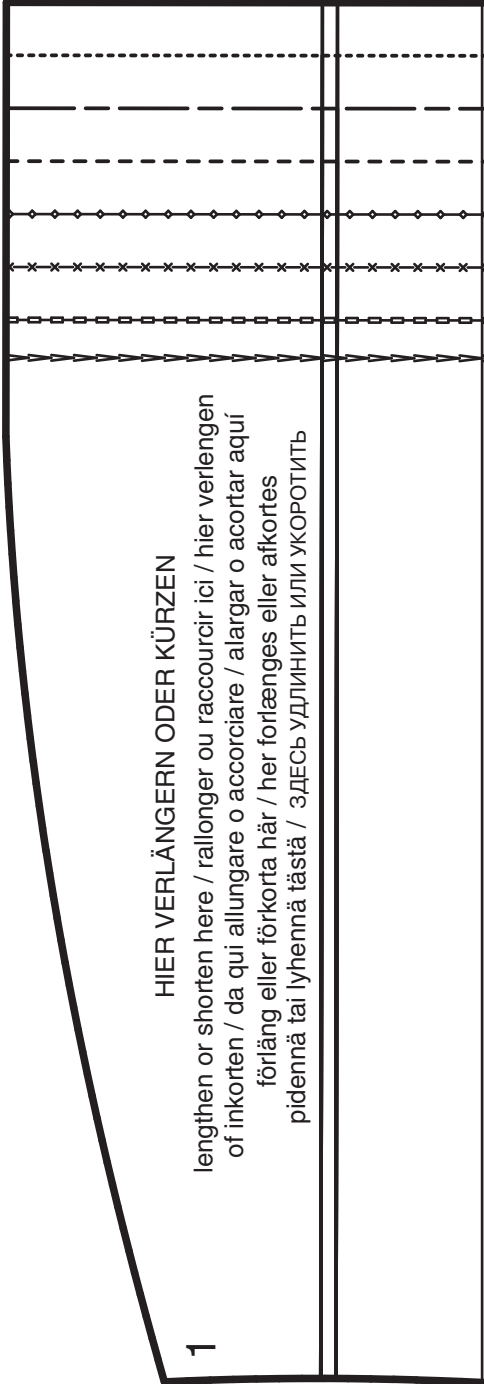 HIER VERLÄNGERN ODER KÜRZEN
lengthen or shorten here / rallonger ou raccourcir ici / hier verlengen
of inkorten / da qui allungare o accorciare / alargar o acortar aquí
förläng eller förkorta här / her forlænges eller afkortes
pidennä tai lyhennä tästä / ЗДЕСЬ УДЛИНИТЬ ИЛИ УКОРОТИТЬ
1